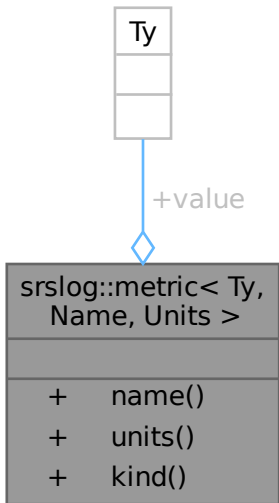 Ty
+value
srslog::metric< Ty,
Name, Units >
+ name()
+ units()
+ kind()